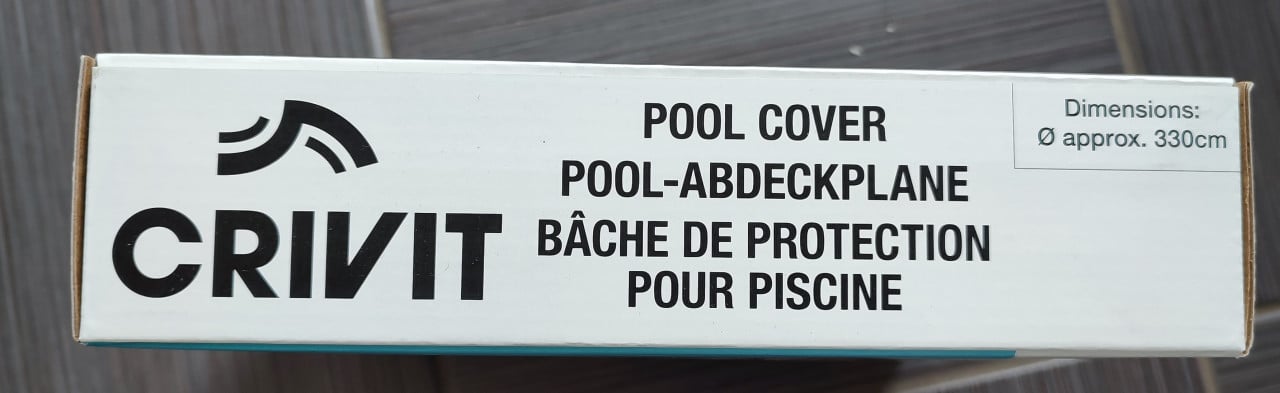 CRIVIT
POOL COVER
POOL-ABDECKPLANE
BÂCHE DE PROTECTION
POUR PISCINE
Dimensions:
Ø approx. 330cm